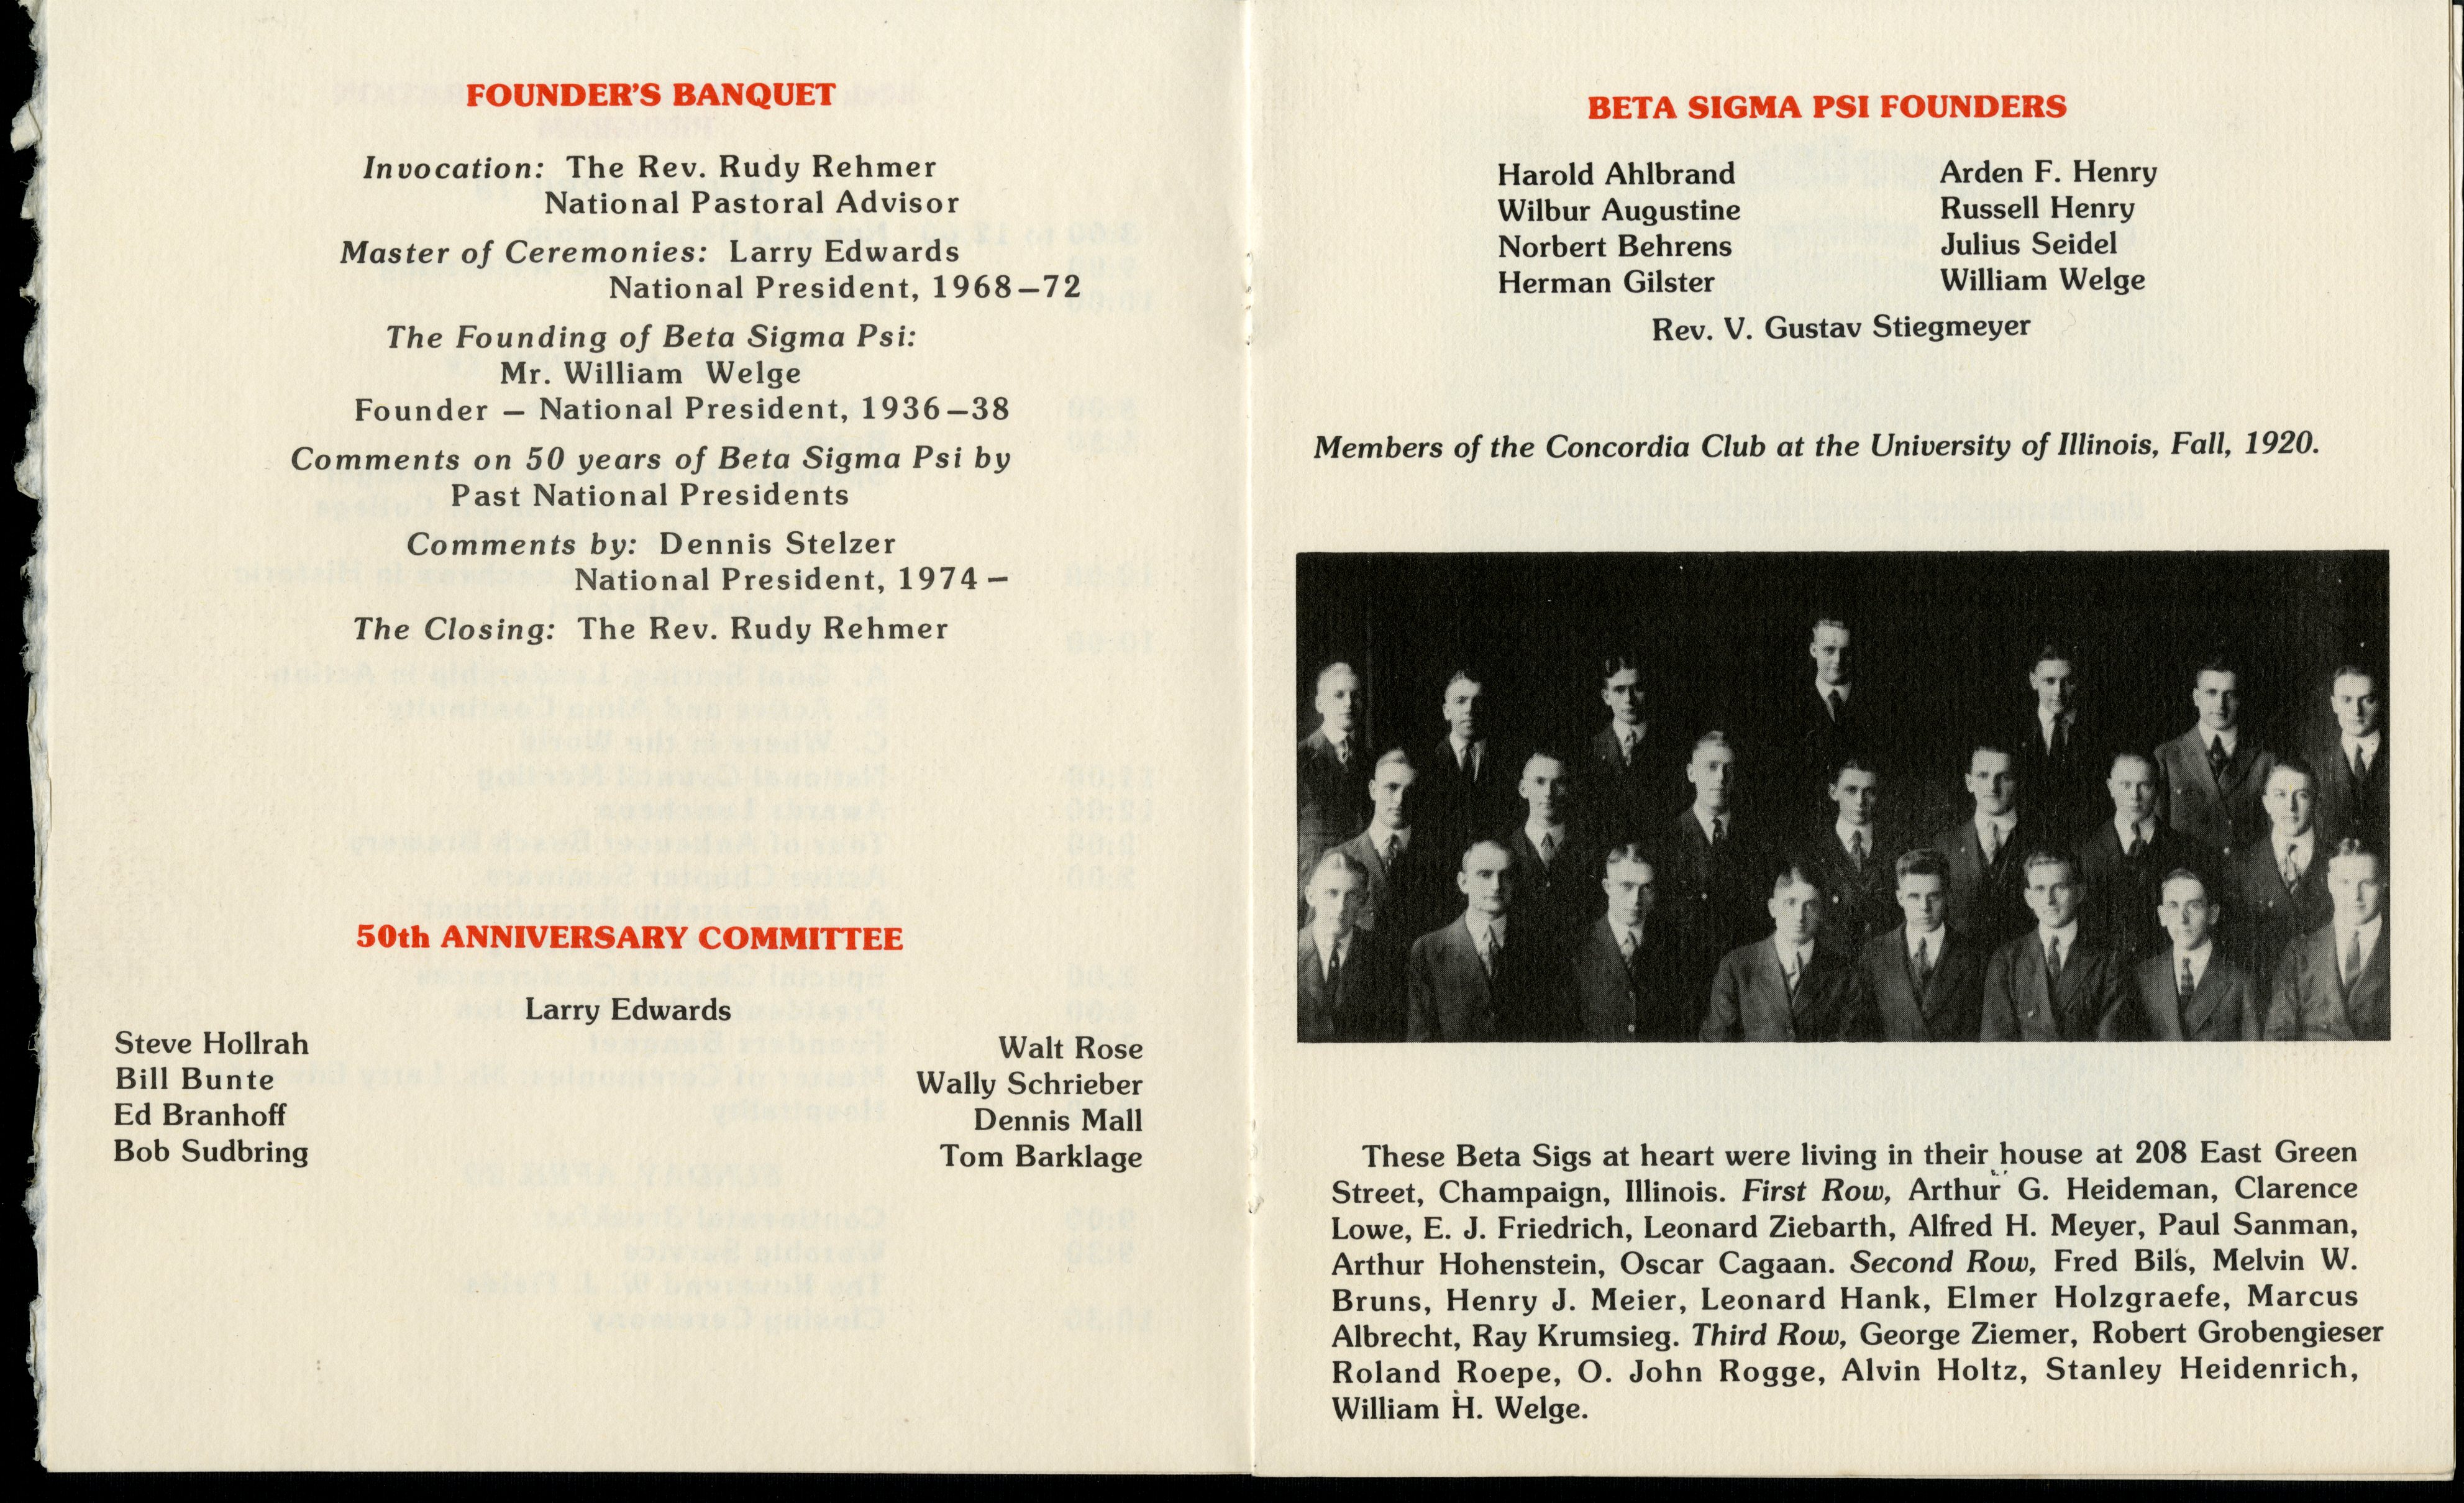 FOUNDER'S BANQUET
Invocation: The Rev. Rudy Rehmer
National Pastoral Advisor
Master of Ceremonies: Larry Edwards
National President, 1968–72
The Founding of Beta Sigma Psi:
Mr. William Welge
Founder – National President, 1936–38
Comments on 50 years of Beta Sigma Psi by
Past National Presidents
Comments by: Dennis Stelzer
National President, 1974 –
The Closing: The Rev. Rudy Rehmer
50th ANNIVERSARY COMMITTEE
Larry Edwards
Steve Hollrah
Bill Bunte
Ed Branhoff
Bob Sudbring
Walt Rose
Wally Schrieber
Dennis Mall
Tom Barklage
BETA SIGMA PSI FOUNDERS
Harold Ahlbrand
Wilbur Augustine
Norbert Behrens
Herman Gilster
Arden F. Henry
Russell Henry
Julius Seidel
William Welge
Rev. V. Gustav Stiegmeyer
Members of the Concordia Club at the University of Illinois, Fall, 1920.
These Beta Sigs at heart were living in their house at 208 East Green
Street, Champaign, Illinois. First Row, Arthur G. Heideman, Clarence
Lowe, E. J. Friedrich, Leonard Ziebarth, Alfred H. Meyer, Paul Sanman,
Arthur Hohenstein, Oscar Cagaan. Second Row, Fred Bils, Melvin W.
Bruns, Henry J. Meier, Leonard Hank, Elmer Holzgraefe, Marcus
Albrecht, Ray Krumsieg. Third Row, George Ziemer, Robert Grobengieser
Roland Roepe, O. John Rogge, Alvin Holtz, Stanley Heidenrich,
William H. Welge.